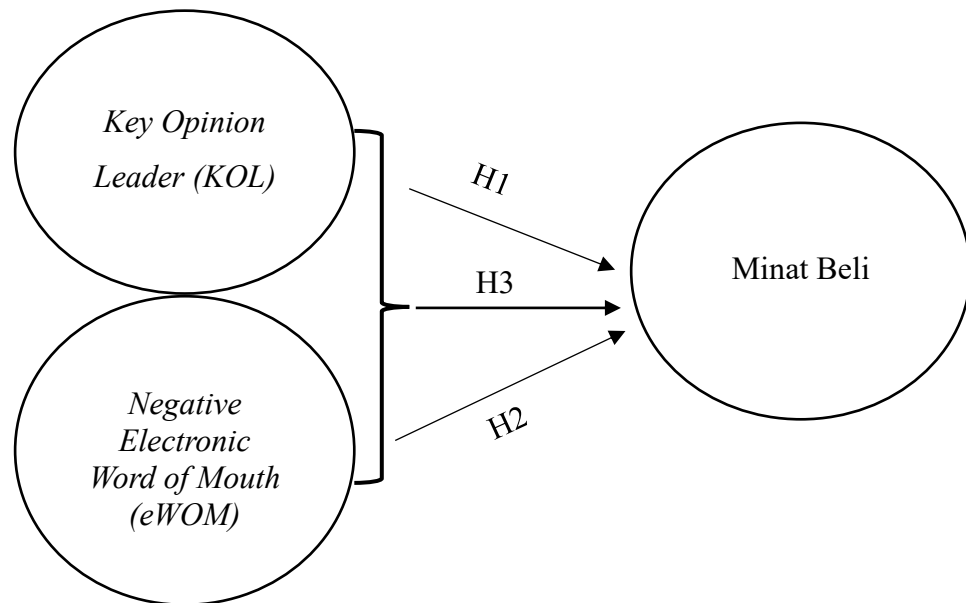 Key Opinion
Leader (KOL)
H1
Minat Beli
H3
Negative
Electronic
Word of Mouth
(eWOM)
H2